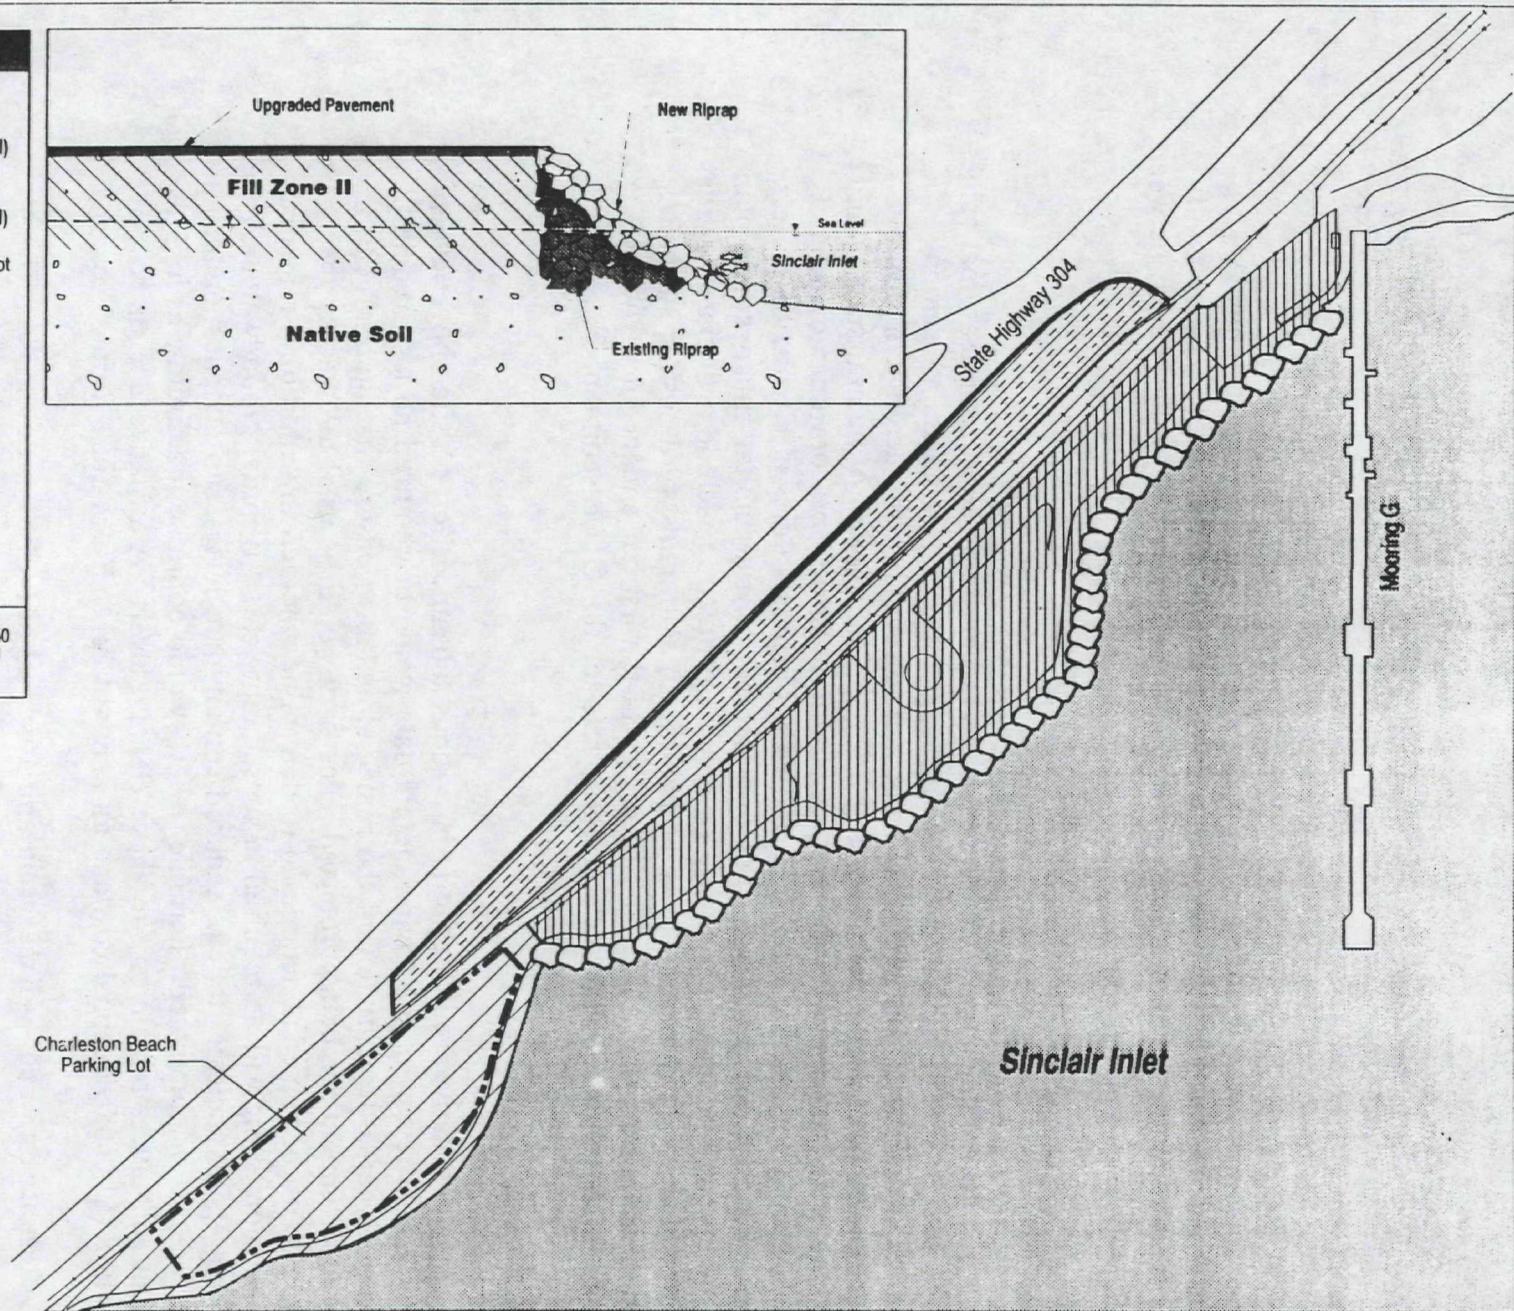 Upgraded Pavement
New Riprap
Fill Zone II
Sea Level
Sinclair Inlet
Native Soil
Existing Riprap
State Highway 304
Mooring G
Charleston Beach
Parking Lot
Sinclair Inlet